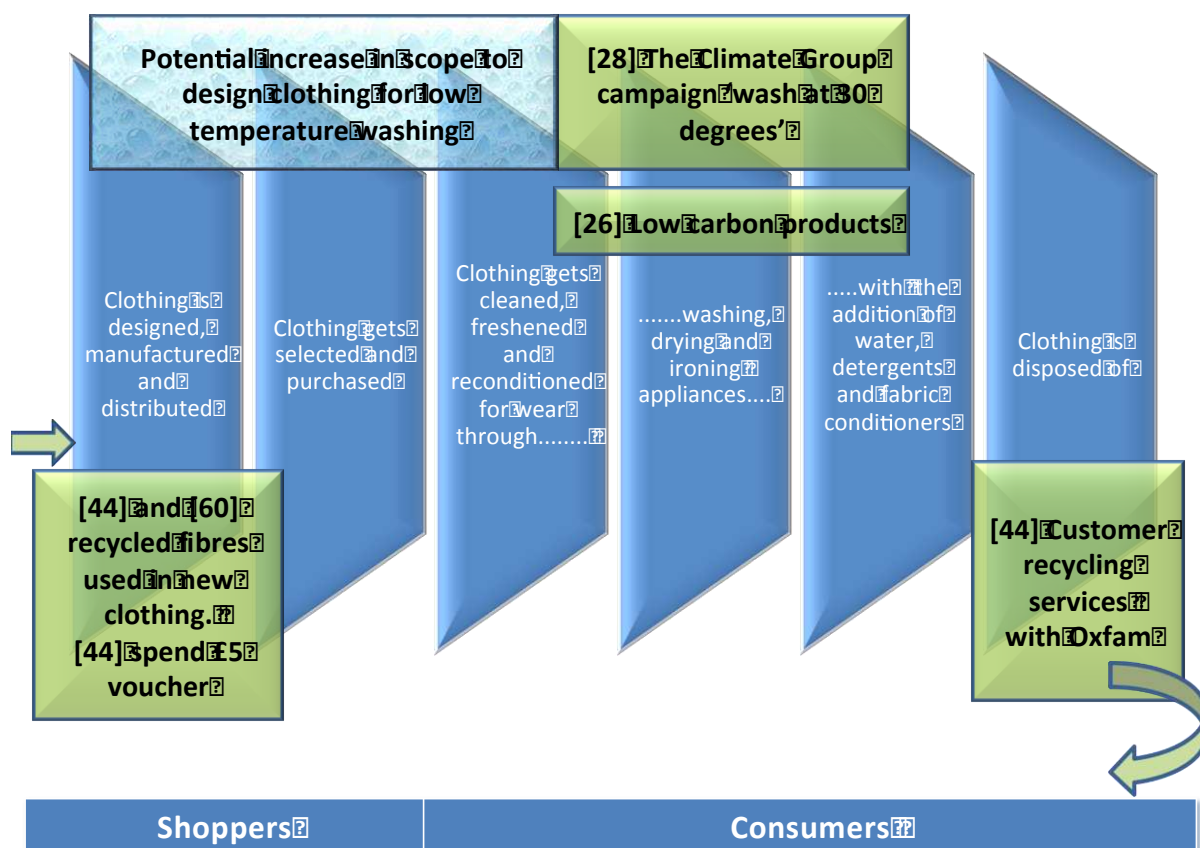 Potential increase in scope to
design clothing for low
temperature washing
[28] The Climate Group
campaign 'wash at 30
degrees'
[26] Low carbon products
Clothing is
designed,
manufactured
and
distributed
Clothing gets
selected and
purchased
Clothing gets
cleaned,
freshened
and
reconditioned
for wear
through........
.......washing,
drying and
ironing
appliances....
.....with the
addition of
water,
detergents
and fabric
conditioners
Clothing is
disposed of
[44] and [60]
recycled fibres
used in new
clothing.
[44] spend £5
voucher
[44] Customer
recycling
services
with Oxfam
Shoppers
Consumers